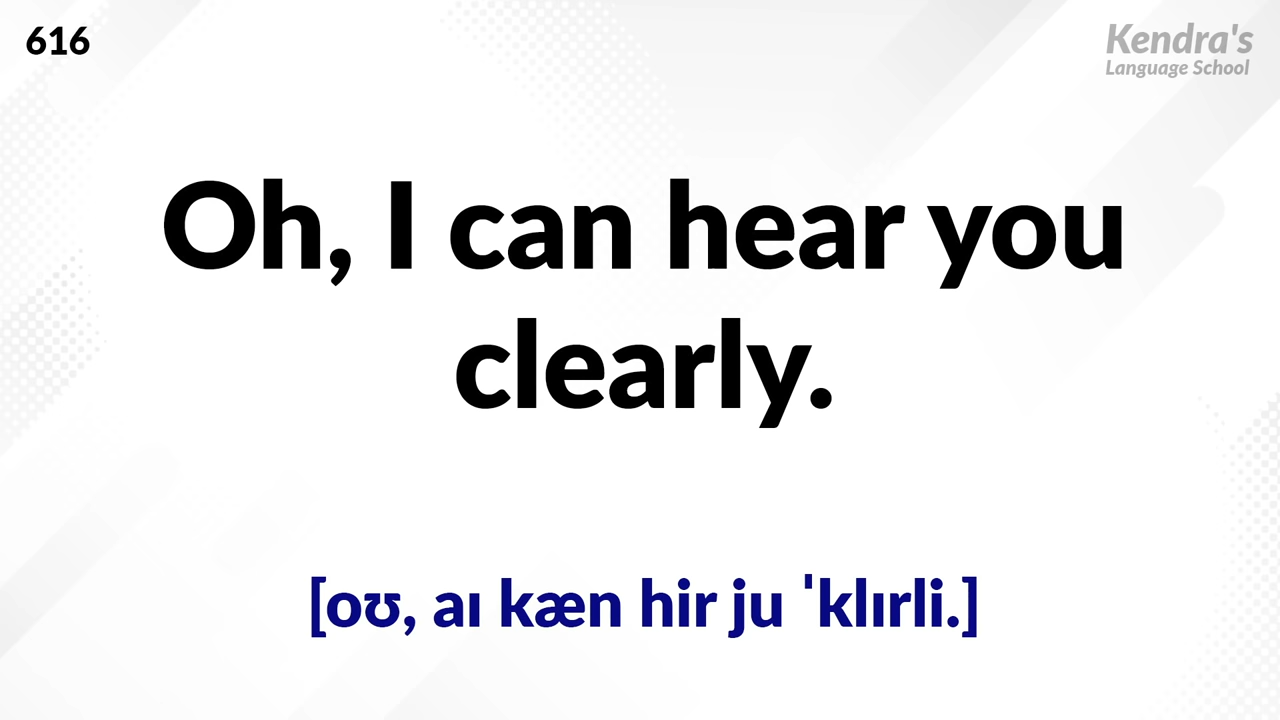 616
Kendra's
Language School
Oh, I can hear you
clearly.
[oʊ, aɪ kæn hir ju ˈklɪrli.]